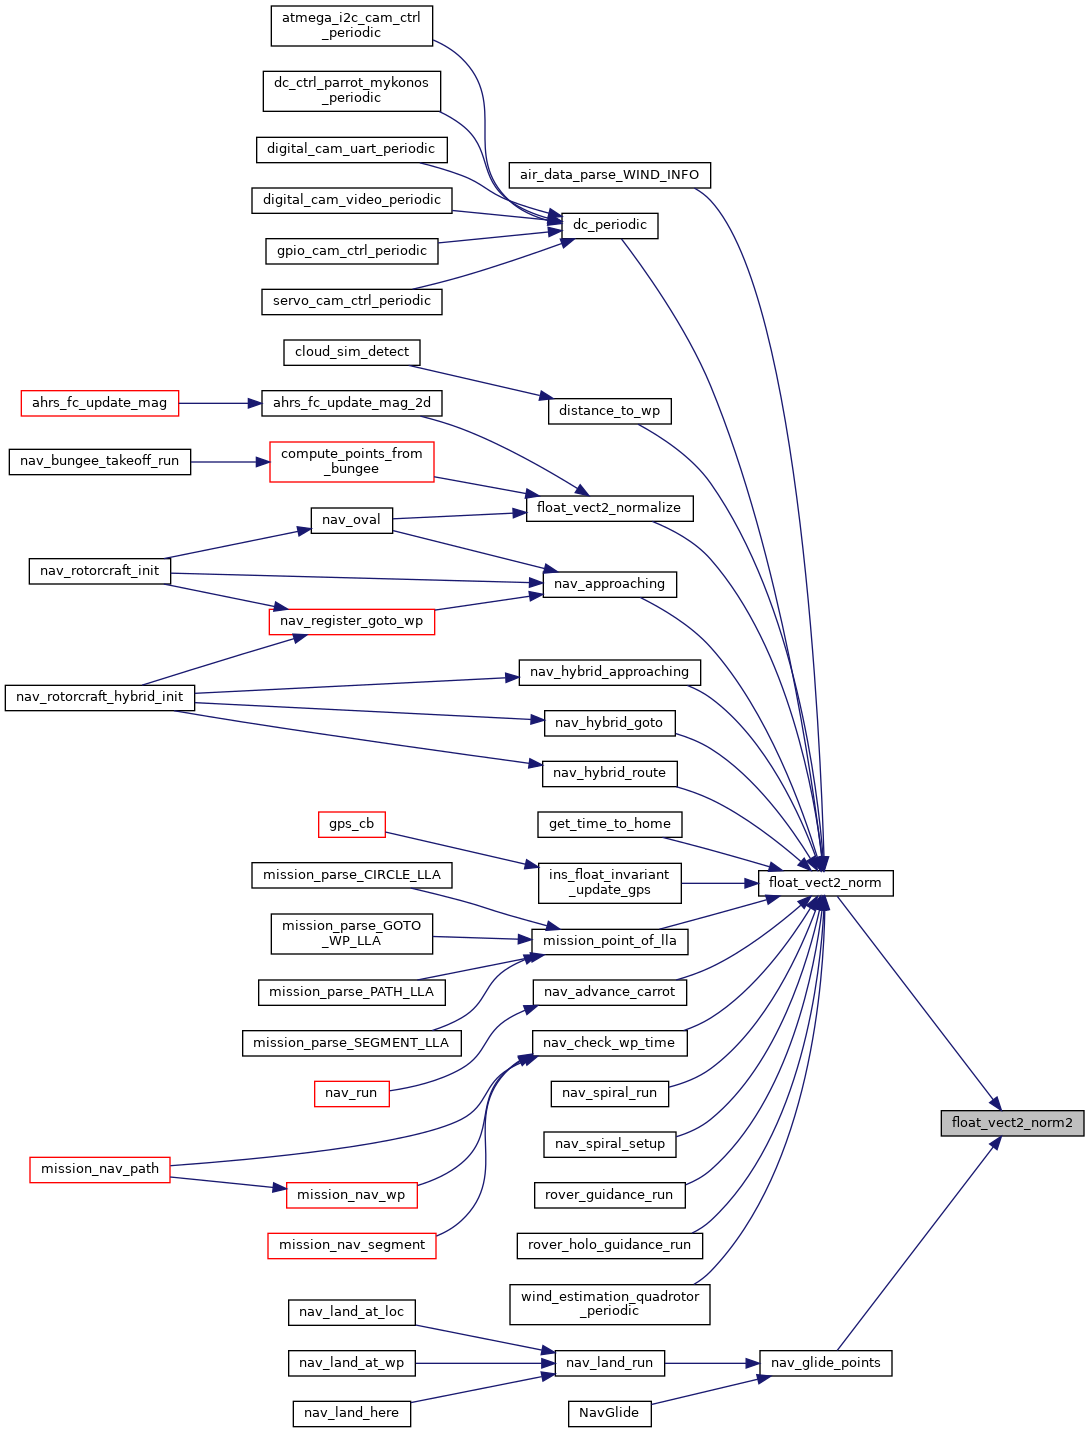 atmega_i2c_cam_ctrl
_periodic
dc_ctrl_parrot_mykonos
_periodic
digital_cam_uart_periodic
air_data_parse_WIND_INFO
digital_cam_video_periodic
dc_periodic
gpio_cam_ctrl_periodic
servo_cam_ctrl_periodic
cloud_sim_detect
ahrs_fc_update_mag
ahrs_fc_update_mag_2d
distance_to_wp
nav_bungee_takeoff_run
compute_points_from
_bungee
float_vect2_normalize
nav_oval
nav_rotorcraft_init
nav_approaching
nav_register_goto_wp
nav_hybrid_approaching
nav_rotorcraft_hybrid_init
nav_hybrid_goto
nav_hybrid_route
gps_cb
get_time_to_home
mission_parse_CIRCLE_LLA
ins_float_invariant
_update_gps
float_vect2_norm
mission_parse_GOTO
_WP_LLA
mission_point_of_lla
mission_parse_PATH_LLA
nav_advance_carrot
mission_parse_SEGMENT_LLA
nav_check_wp_time
nav_run
nav_spiral_run
float_vect2_norm2
nav_spiral_setup
mission_nav_path
mission_nav_wp
rover_guidance_run
mission_nav_segment
rover_holo_guidance_run
wind_estimation_quadrotor
_periodic
nav_land_at_loc
nav_land_at_wp
nav_land_run
nav_glide_points
nav_land_here
NavGlide